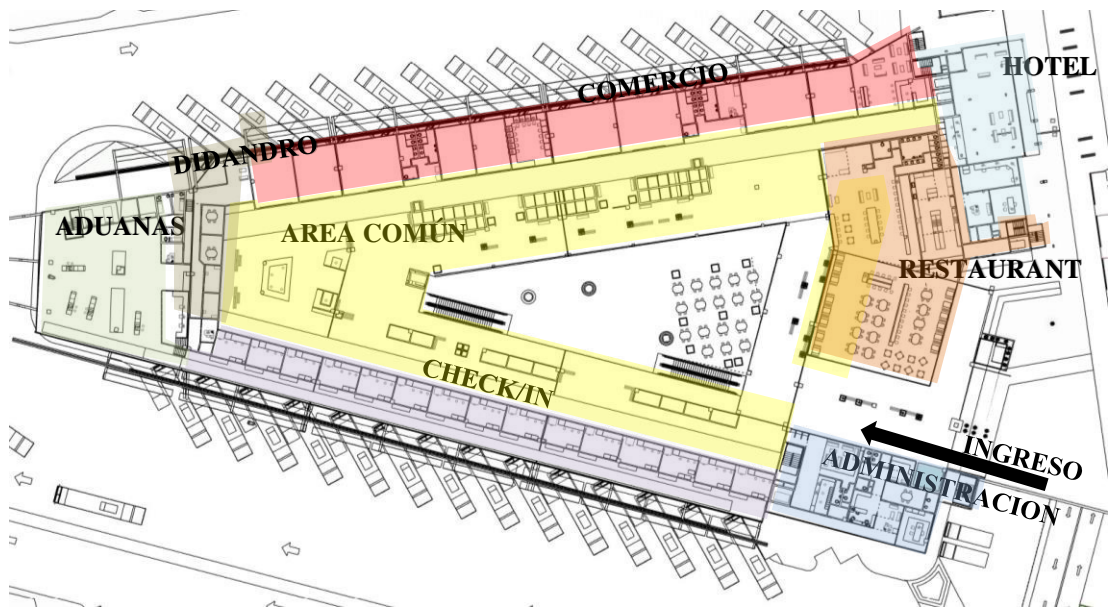 HOTEL
COMERCIO
DIDANDRO
ADUANAS
AREA COMÚN
RESTAURANT
CHECK/IN
INGRESO
ADMINISTRACION